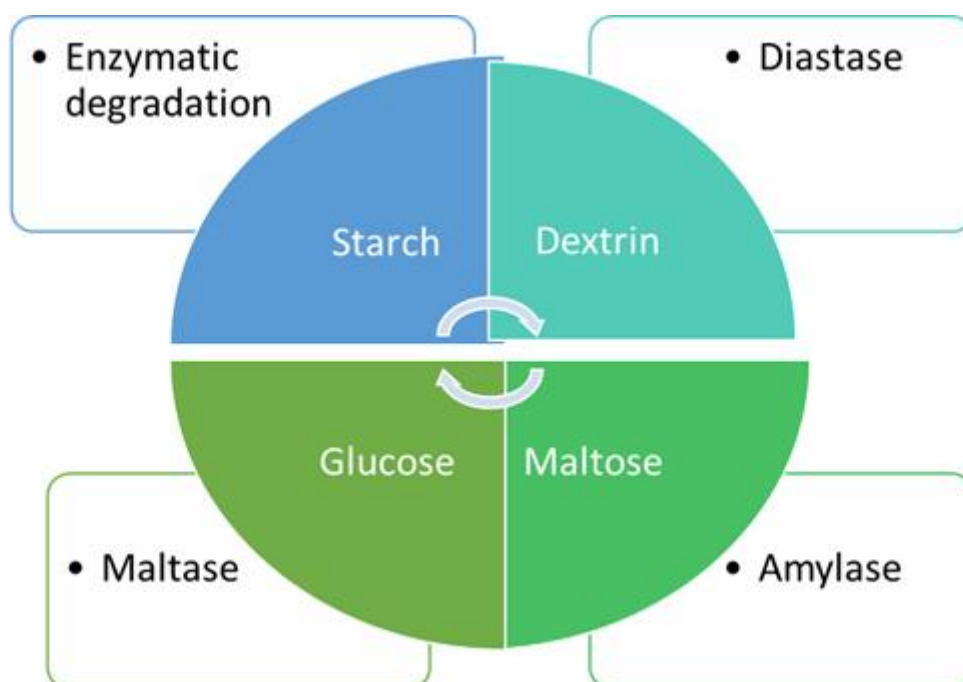 • Enzymatic
degradation
• Diastase
Starch
Dextrin
Glucose
Maltose
• Maltase
• Amylase